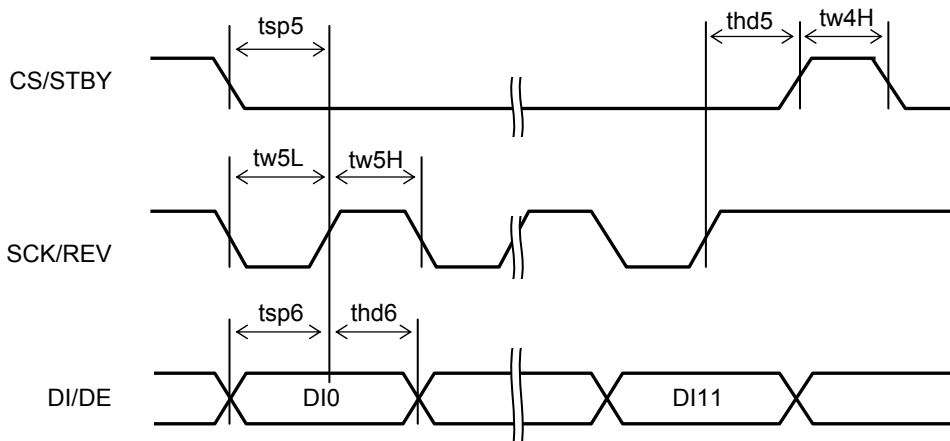 tsp5
thd5
tw4H
CS/STBY
tw5L
tw5H
SCK/REV
tsp6
thd6
DI/DE
DI0
DI11